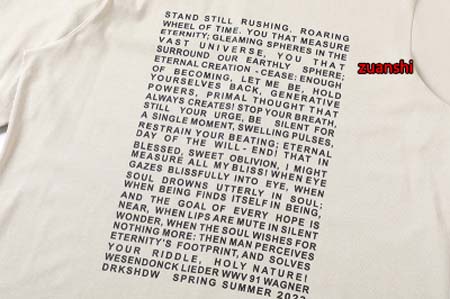 STAND STILL RUSHING, ROARING
WHEEL OF TIME. YOU THAT MEASURE
ETERNITY; GLEAMING SPHERES IN THE
VAST UNIVERSE, YOU THAT
SURROUND OUR EARTHLY SPHERE;
ETERNAL CREATION - CEASE: ENOUGH
OF BECOMING, LET ME BE, HOLD
YOURSELVES BACK, GENERATIVE
POWERS, PRIMAL THOUGHT THAT
ALWAYS CREATES! STOP YOUR BREATH,
STILL YOUR URGE, BE SILENT FOR
A SINGLE MOMENT, SWELLING PULSES,
RESTRAIN YOUR BEATING; ETERNAL
DAY OF THE WILL - END! THAT IN
BLESSED, SWEET OBLIVION, I MIGHT
MEASURE ALL MY BLISS! WHEN EYE
GAZES BLISSFULLY INTO EYE, WHEN
SOUL DROWNS UTTERLY IN SOUL;
WHEN BEING FINDS ITSELF IN BEING,
AND THE GOAL OF EVERY HOPE IS
NEAR, WHEN LIPS ARE MUTE IN SILENT
WONDER, WHEN THE SOUL WISHES FOR
NOTHING MORE: THEN MAN PERCEIVES
ETERNITY'S FOOTPRINT, AND SOLVES
YOUR RIDDLE, HOLY NATURE!
WESENDONCK LIEDER WWV 91 WAGNER
DRKSHDW SPRING SUMMER 2022
zuanshi